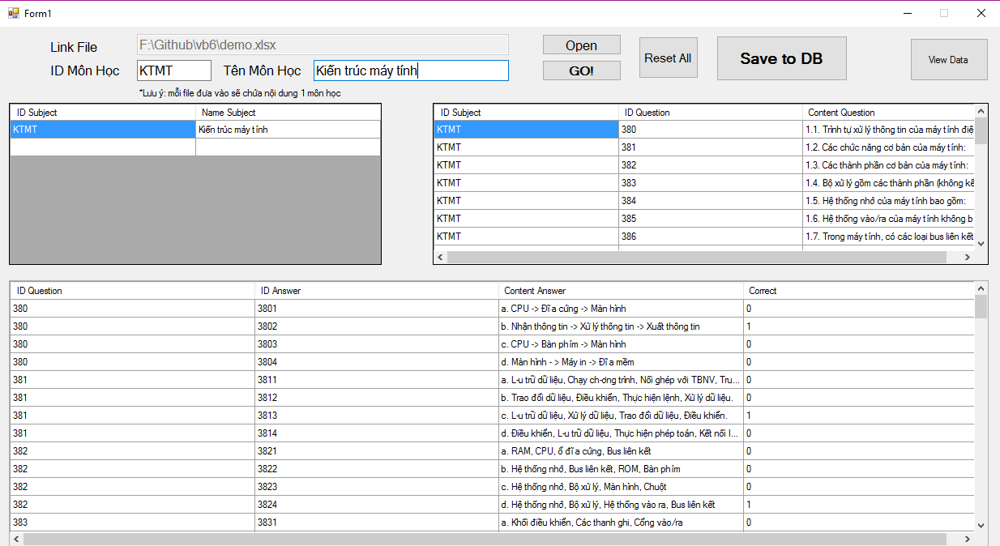 Form1
Link File F:\Github\vb6\demo.xlsx Open Reset All Save to DB View Data
ID Môn Học KTMT Tên Môn Học Kiến trúc máy tính GO!
*Lưu ý: mỗi file đưa vào sẽ chứa nội dung 1 môn học
ID Subject Name Subject
KTMT Kiến trúc máy tính
ID Subject ID Question Content Question
KTMT 380 1.1. Trình tự xử lý thông tin của máy tính điệ
KTMT 381 1.2. Các chức năng cơ bản của máy tính:
KTMT 382 1.3. Các thành phần cơ bản của máy tính:
KTMT 383 1.4. Bộ xử lý gồm các thành phần (không kể
KTMT 384 1.5. Hệ thống nhớ của máy tính bao gồm:
KTMT 385 1.6. Hệ thống vào/ra của máy tính không b
KTMT 386 1.7. Trong máy tính, có các loại bus liên kết
ID Question ID Answer Content Answer Correct
380 3801 a. CPU -> Đĩa cứng -> Màn hình 0
380 3802 b. Nhận thông tin -> Xử lý thông tin -> Xuất thông tin 1
380 3803 c. CPU -> Bàn phím -> Màn hình 0
380 3804 d. Màn hình - > Máy in -> Đĩa mềm 0
381 3811 a. L-u trữ dữ liệu, Chạy ch-ơng trình, Nối ghép với TBNV, Tru... 0
381 3812 b. Trao đổi dữ liệu, Điều khiển, Thực hiện lệnh, Xử lý dữ liệu. 0
381 3813 c. L-u trữ dữ liệu, Xử lý dữ liệu, Trao đổi dữ liệu, Điều khiển. 1
381 3814 d. Điều khiển, L-u trữ dữ liệu, Thực hiện phép toán, Kết nối I... 0
382 3821 a. RAM, CPU, ổ đĩa cứng, Bus liên kết 0
382 3822 b. Hệ thống nhớ, Bus liên kết, ROM, Bàn phím 0
382 3823 c. Hệ thống nhớ, Bộ xử lý, Màn hình, Chuột 0
382 3824 d. Hệ thống nhớ, Bộ xử lý, Hệ thống vào ra, Bus liên kết 1
383 3831 a. Khối điều khiển, Các thanh ghi, Cổng vào/ra 0